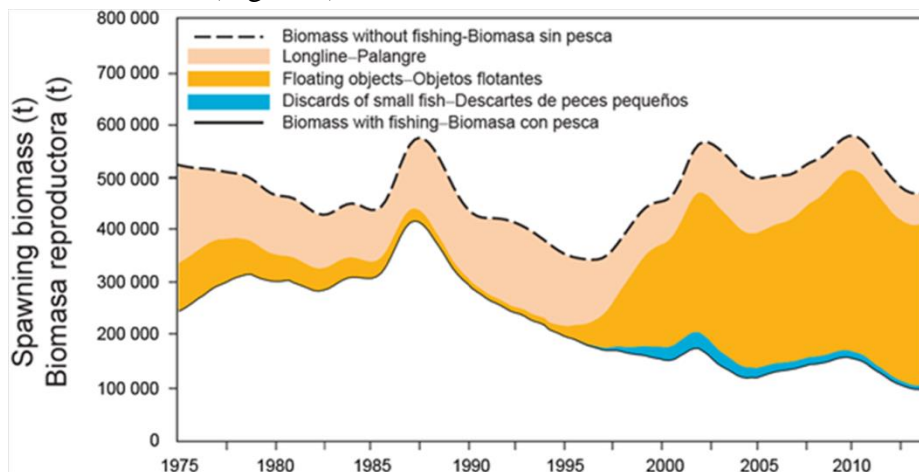 800 000
700 000
600 000
500 000
400 000
300 000
200 000
100 000
0
Spawning biomass (t)
Biomasa reproductora (t)
Biomass without fishing-Biomasa sin pesca
Longline–Palangre
Floating objects–Objetos flotantes
Discards of small fish–Descartes de peces pequeños
Biomass with fishing–Biomasa con pesca
1975 1980 1985 1990 1995 2000 2005 2010